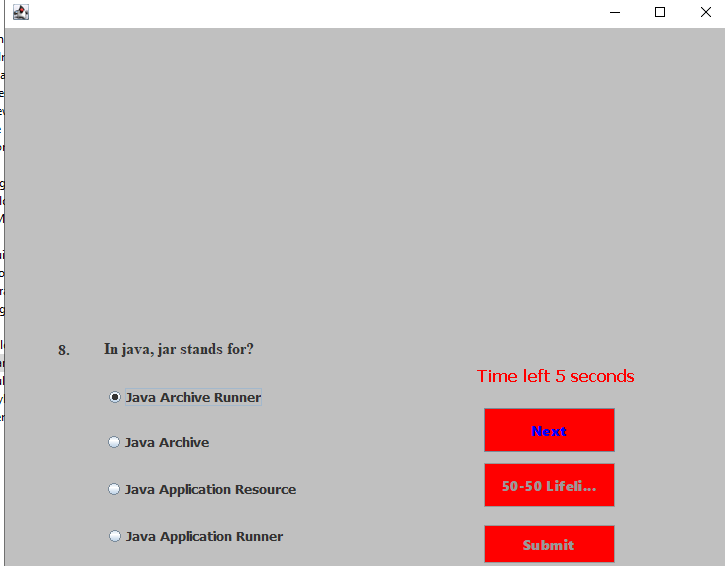 8. In java, jar stands for?
Time left 5 seconds
Java Archive Runner
Next
Java Archive
50-50 Lifeli...
Java Application Resource
Java Application Runner
Submit